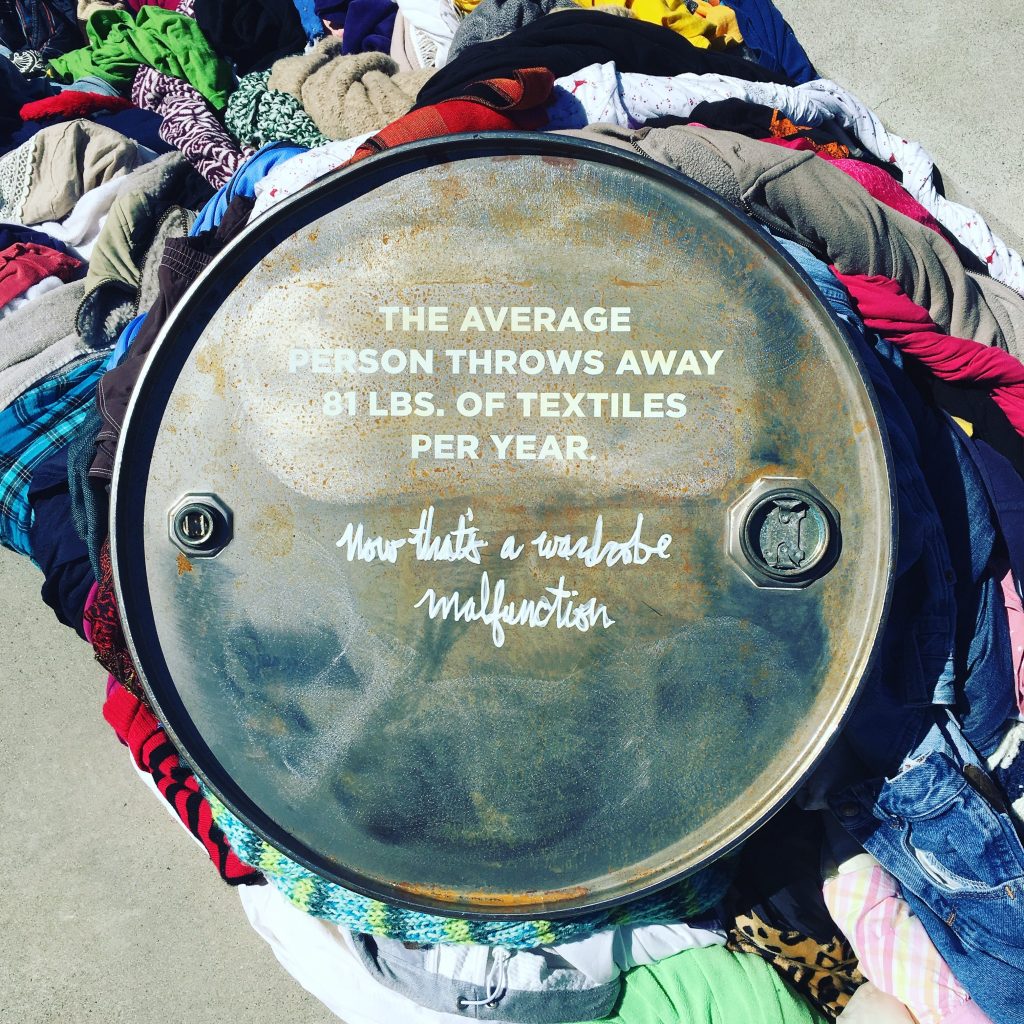 THE AVERAGE
PERSON THROWS AWAY
81 LBS. OF TEXTILES
PER YEAR.
Now that's a wardrobe
malfunction